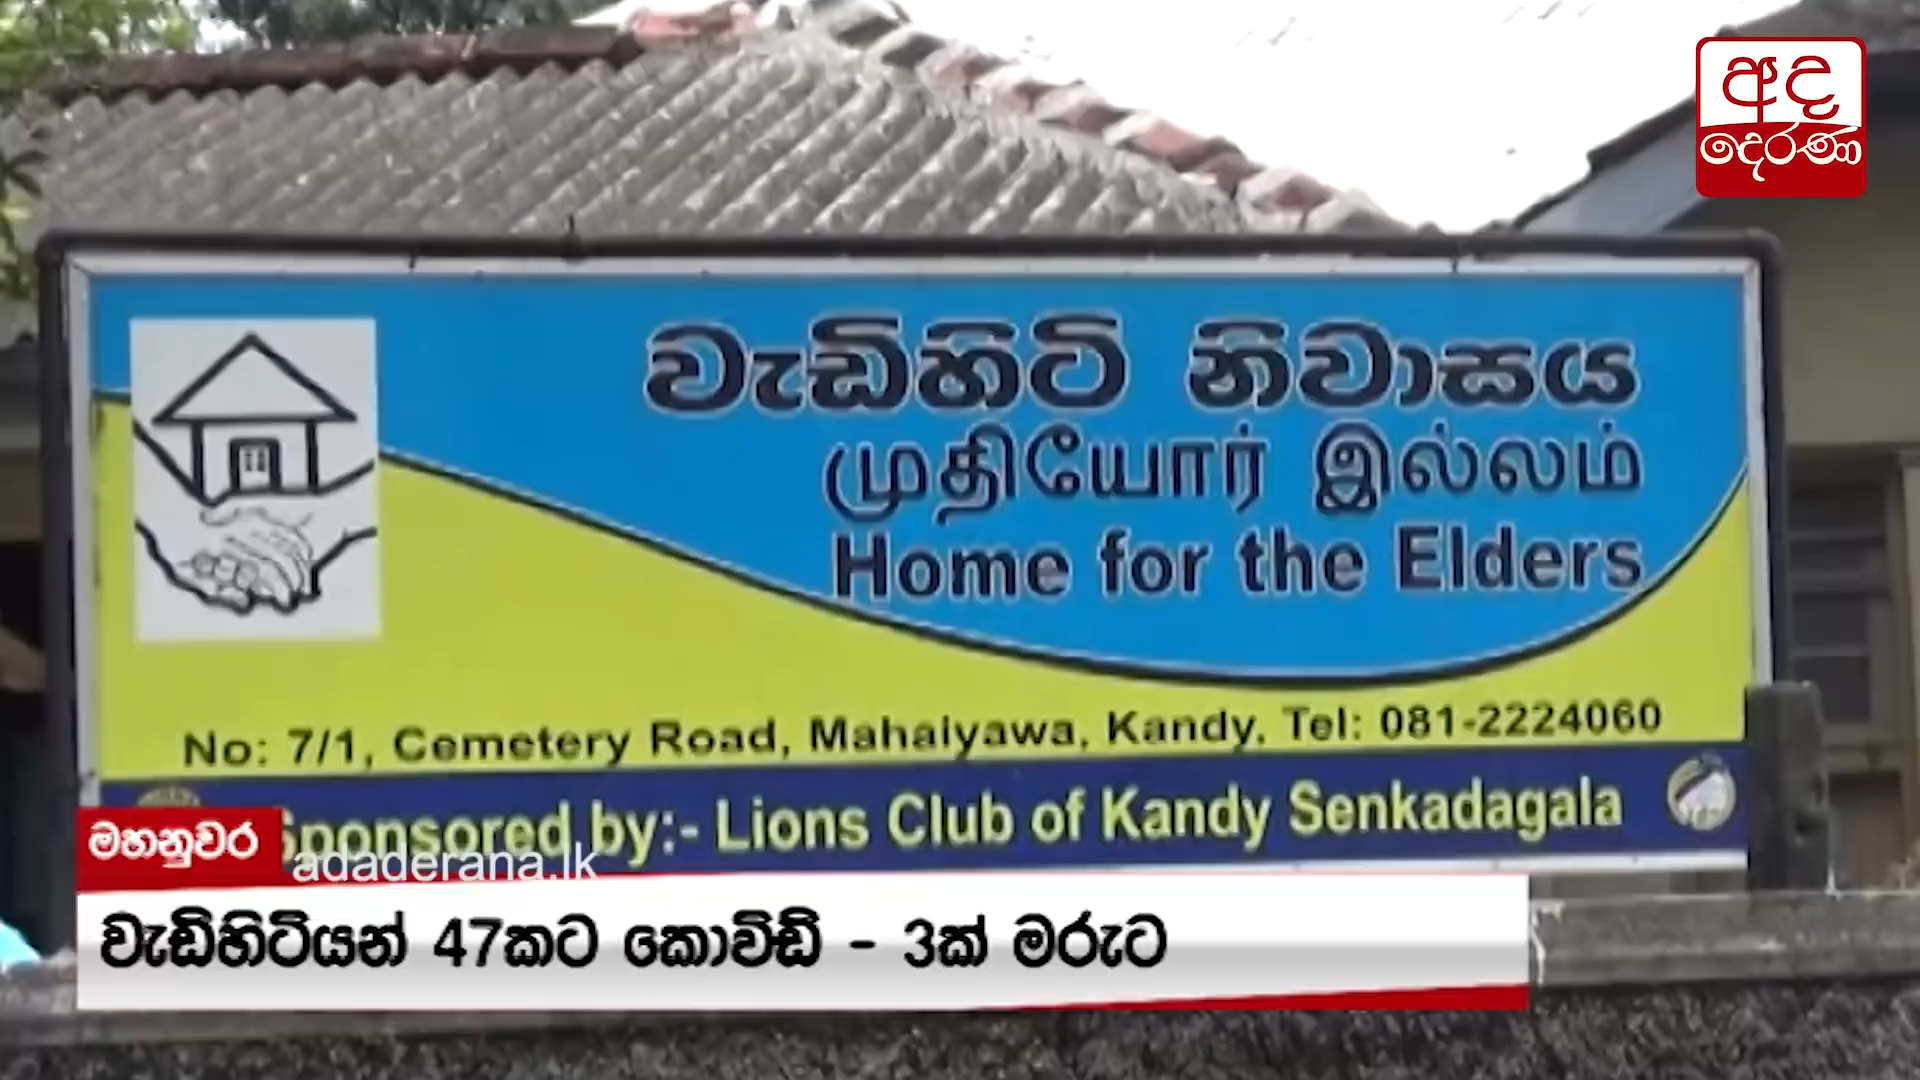 අද
දෙරණ
වැඩිහිටි නිවාසය
முதியோர் இல்லம்
Home for the Elders
No: 7/1, Cemetery Road, Mahaiyawa, Kandy. Tel: 081-2224060
Sponsored by:- Lions Club of Kandy Senkadagala
මහනුවර
adaderana.lk
වැඩිහිටියන් 47කට කොවිඩ් - 3ක් මරුට